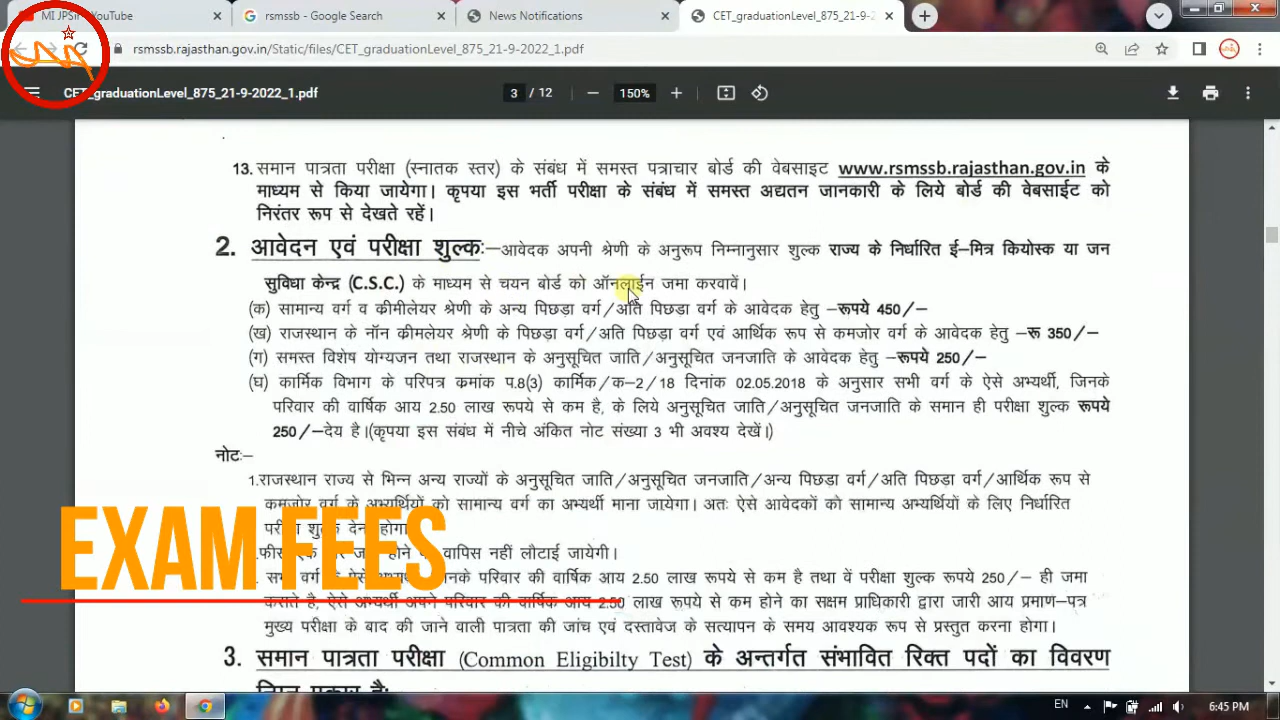 MI JPSir - YouTube
rsmssb - Google Search
News Notifications
CET_graduationLevel_875_21-9-2
rsmssb.rajasthan.gov.in/Static/files/CET_graduationLevel_875_21-9-2022_1.pdf
CET_graduationLevel_875_21-9-2022_1.pdf
3 / 12
150%
13. समान पात्रता परीक्षा (स्नातक स्तर) के संबंध में समस्त पत्राचार बोर्ड की वेबसाइट www.rsmssb.rajasthan.gov.in के
माध्यम से किया जायेगा। कृपया इस भर्ती परीक्षा के संबंध में समस्त अद्यतन जानकारी के लिये बोर्ड की वेबसाईट को
निरंतर रूप से देखते रहें।
2. आवेदन एवं परीक्षा शुल्कः–आवेदक अपनी श्रेणी के अनुरूप निम्नानुसार शुल्क राज्य के निर्धारित ई–मित्र कियोस्क या जन
सुविधा केन्द्र (C.S.C.) के माध्यम से चयन बोर्ड को ऑनलाईन जमा करवावें।
(क) सामान्य वर्ग व क्रीमीलेयर श्रेणी के अन्य पिछड़ा वर्ग/अति पिछड़ा वर्ग के आवेदक हेतु –रूपये 450/–
(ख) राजस्थान के नॉन क्रीमलेयर श्रेणी के पिछड़ा वर्ग/अति पिछड़ा वर्ग एवं आर्थिक रूप से कमजोर वर्ग के आवेदक हेतु –रू 350/–
(ग) समस्त विशेष योग्यजन तथा राजस्थान के अनुसूचित जाति/अनुसूचित जनजाति के आवेदक हेतु –रूपये 250/–
(घ) कार्मिक विभाग के परिपत्र क्रमांक प.8(3) कार्मिक/क–2/18 दिनांक 02.05.2018 के अनुसार सभी वर्ग के ऐसे अभ्यर्थी, जिनके
परिवार की वार्षिक आय 2.50 लाख रूपये से कम है, के लिये अनुसूचित जाति/अनुसूचित जनजाति के समान ही परीक्षा शुल्क रूपये
250/–देय है।(कृपया इस संबंध में नीचे अंकित नोट संख्या 3 भी अवश्य देखें।)
नोटः–
1.राजस्थान राज्य से भिन्न अन्य राज्यों के अनुसूचित जाति/अनुसूचित जनजाति/अन्य पिछड़ा वर्ग/अति पिछड़ा वर्ग/आर्थिक रूप से
कमजोर वर्ग के अभ्यर्थियों को सामान्य वर्ग का अभ्यर्थी माना जायेगा। अतः ऐसे आवेदकों को सामान्य अभ्यर्थियों के लिए निर्धारित
शुल्क होगा
वापिस नहीं लौटाई जायेगी।
परिवार की वार्षिक आय 2.50 लाख रूपये से कम है तथा वें परीक्षा शुल्क रूपये 250/– ही जमा
कराते है, ऐसे अभ्यर्थी अपने परिवार की वार्षिक आय 2.50 लाख रूपये से कम होने का सक्षम प्राधिकारी द्वारा जारी आय प्रमाण–पत्र
मुख्य परीक्षा के बाद की जाने वाली पात्रता की जांच एवं दस्तावेज के सत्यापन के समय आवश्यक रूप से प्रस्तुत करना होगा।
EXAM FEES
3. समान पात्रता परीक्षा (Common Eligibilty Test) के अन्तर्गत संभावित रिक्त पदों का विवरण
EN
6:45 PM